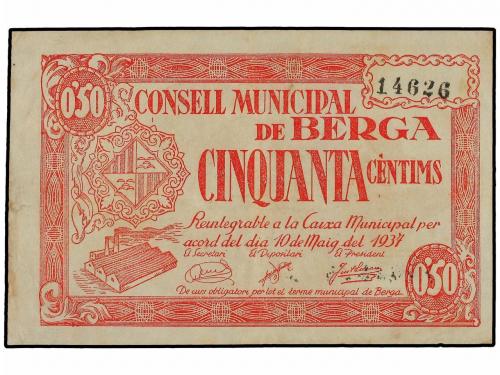 14626
0'50
CONSELL MUNICIPAL
DE BERGA
CINQUANTA CÈNTIMS
Reintegrable a la Caixa Municipal per
acord del dia 10 de Maig del 1937
El Secretari El Depositari El President
De curs obligatori per tot el terme municipal de Berga.
0'50